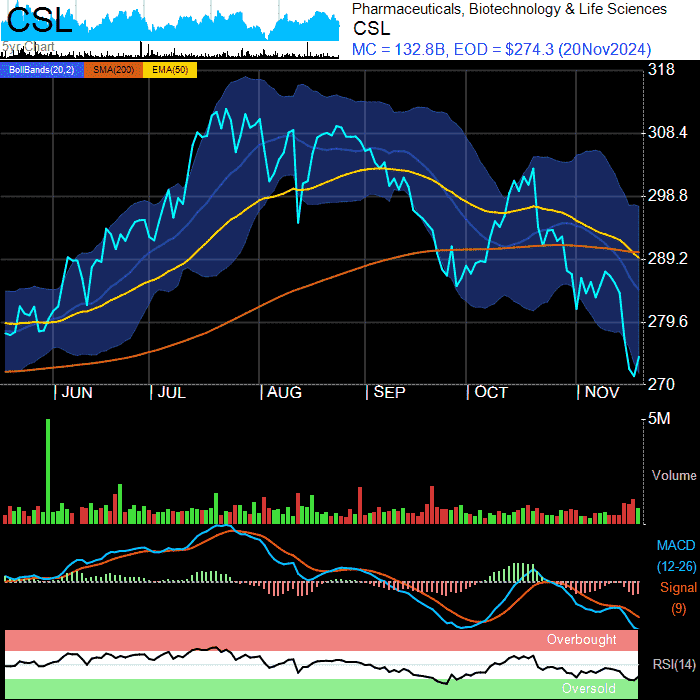 CSL
5yr Chart
Pharmaceuticals, Biotechnology & Life Sciences
CSL
MC = 132.8B, EOD = $274.3 (20Nov2024)
BollBands(20,2) SMA(200) EMA(50)
318
308.4
298.8
289.2
279.6
270
JUN JUL AUG SEP OCT NOV
5M
Volume
MACD
(12-26)
Signal
(9)
Overbought
RSI(14)
Oversold